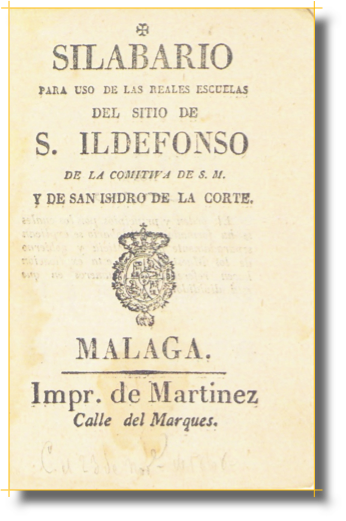 SILABARIO
PARA USO DE LAS REALES ESCUELAS
DEL SITIO DE
S. ILDEFONSO
DE LA COMITIVA DE S. M.
Y DE SAN ISIDRO DE LA CORTE.
MALAGA.
Impr. de Martinez
Calle del Marques.